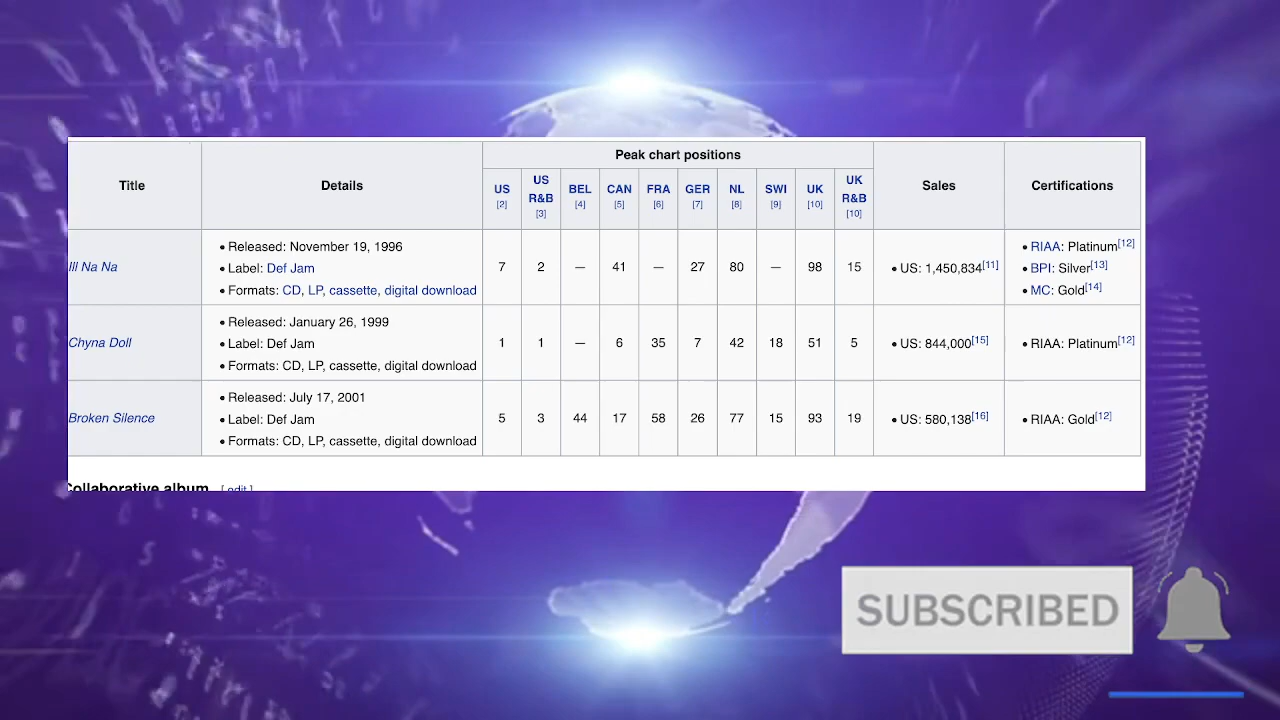 Peak chart positions
Title Details US [2] US R&B [3] BEL [4] CAN [5] FRA [6] GER [7] NL [8] SWI [9] UK [10] UK R&B [10] Sales Certifications
Ill Na Na
• Released: November 19, 1996
• Label: Def Jam
• Formats: CD, LP, cassette, digital download
7 2 — 41 — 27 80 — 98 15
• US: 1,450,834[11]
• RIAA: Platinum[12]
• BPI: Silver[13]
• MC: Gold[14]
Chyna Doll
• Released: January 26, 1999
• Label: Def Jam
• Formats: CD, LP, cassette, digital download
1 1 — 6 35 7 42 18 51 5
• US: 844,000[15]
• RIAA: Platinum[12]
Broken Silence
• Released: July 17, 2001
• Label: Def Jam
• Formats: CD, LP, cassette, digital download
5 3 44 17 58 26 77 15 93 19
• US: 580,138[16]
• RIAA: Gold[12]
Collaborative album [ edit ]
SUBSCRIBED